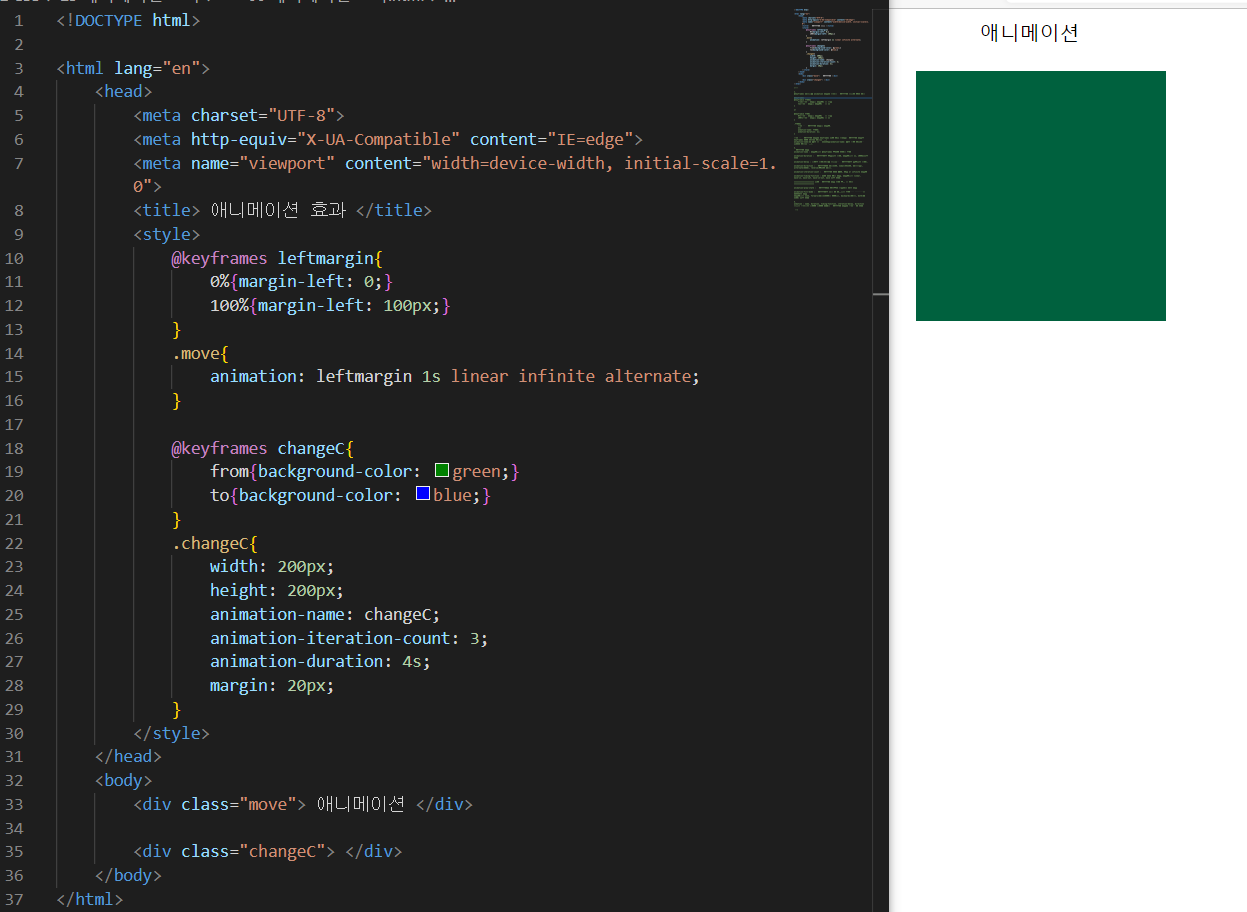 1 <!DOCTYPE html>
2
3 <html lang="en">
4 <head>
5 <meta charset="UTF-8">
6 <meta http-equiv="X-UA-Compatible" content="IE=edge">
7 <meta name="viewport" content="width=device-width, initial-scale=1.
0">
8 <title> 애니메이션 효과 </title>
9 <style>
10 @keyframes leftmargin{
11 0%{margin-left: 0;}
12 100%{margin-left: 100px;}
13 }
14 .move{
15 animation: leftmargin 1s linear infinite alternate;
16 }
17
18 @keyframes changeC{
19 from{background-color: green;}
20 to{background-color: blue;}
21 }
22 .changeC{
23 width: 200px;
24 height: 200px;
25 animation-name: changeC;
26 animation-iteration-count: 3;
27 animation-duration: 4s;
28 margin: 20px;
29 }
30 </style>
31 </head>
32 <body>
33 <div class="move"> 애니메이션 </div>
34
35 <div class="changeC"> </div>
36 </body>
37 </html>
애니메이션